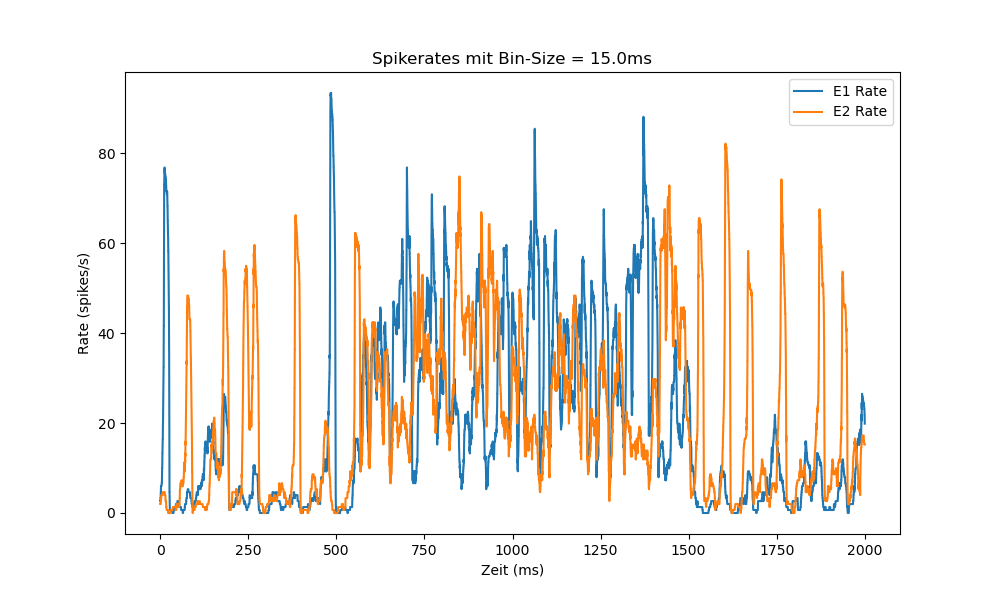 Spikerates mit Bin-Size = 15.0ms
E1 Rate
E2 Rate
Rate (spikes/s)
80
60
40
20
0
0 250 500 750 1000 1250 1500 1750 2000
Zeit (ms)